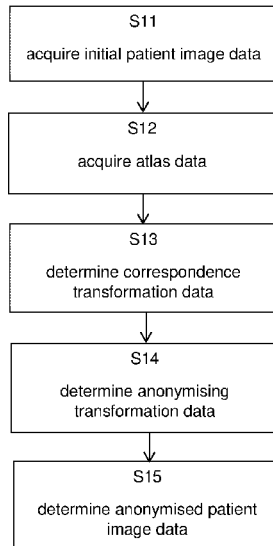 S11
acquire initial patient image data
S12
acquire atlas data
S13
determine correspondence
transformation data
S14
determine anonymising
transformation data
S15
determine anonymised patient
image data